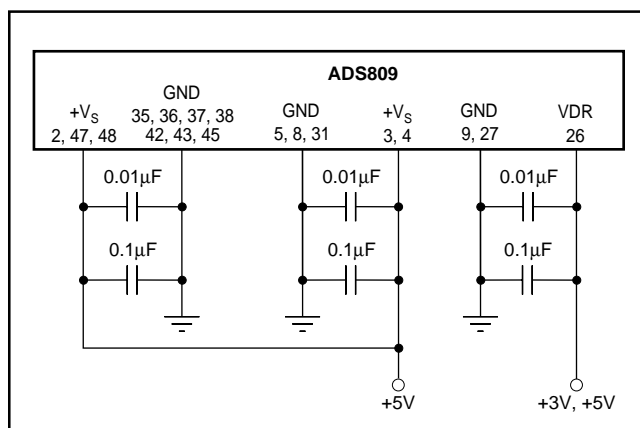 ADS809
+VS
2, 47, 48
GND
35, 36, 37, 38
42, 43, 45
GND
5, 8, 31
+VS
3, 4
GND
9, 27
VDR
26
0.01μF
0.01μF
0.01μF
0.1μF
0.1μF
0.1μF
+5V
+3V, +5V